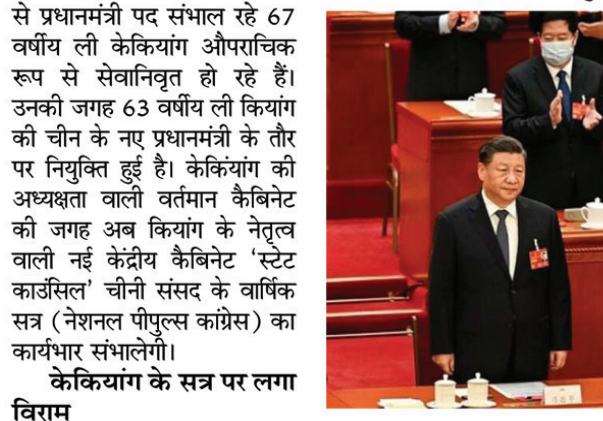 से प्रधानमंत्री पद संभाल रहे 67
वर्षीय ली केकियांग औपराचिक
रूप से सेवानिवृत हो रहे हैं।
उनकी जगह 63 वर्षीय ली कियांग
की चीन के नए प्रधानमंत्री के तौर
पर नियुक्ति हुई है। केकिंयांग की
अध्यक्षता वाली वर्तमान कैबिनेट
की जगह अब कियांग के नेतृत्व
वाली नई केंद्रीय कैबिनेट ‘स्टेट
काउंसिल’ चीनी संसद के वार्षिक
सत्र (नेशनल पीपुल्स कांग्रेस) का
कार्यभार संभालेगी।
केकियांग के सत्र पर लगा
विराम